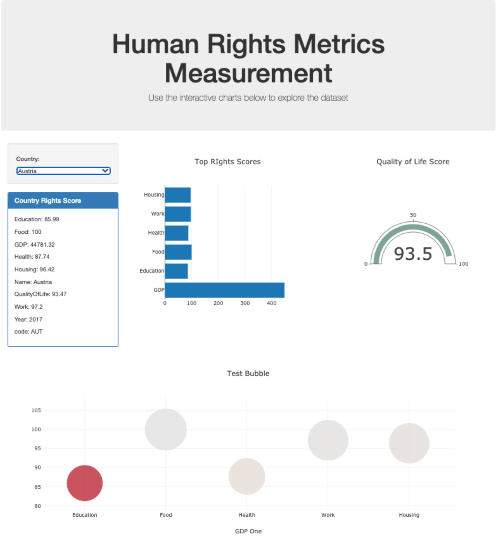 Human Rights Metrics
Measurement
Use the interactive charts below to explore the dataset
Country:
Austria
Country Rights Score
Education: 85.99
Food: 100
GDP: 44781.32
Health: 87.74
Housing: 96.42
Name: Austria
QualityOfLife: 93.47
Work: 97.2
Year: 2017
code: AUT
Top RIghts Scores
Housing
Work
Health
Food
Education
GDP
0 100 200 300 400
Quality of Life Score
50
0 93.5 100
Test Bubble
105
100
95
90
85
80
Education Food Health Work Housing
GDP One